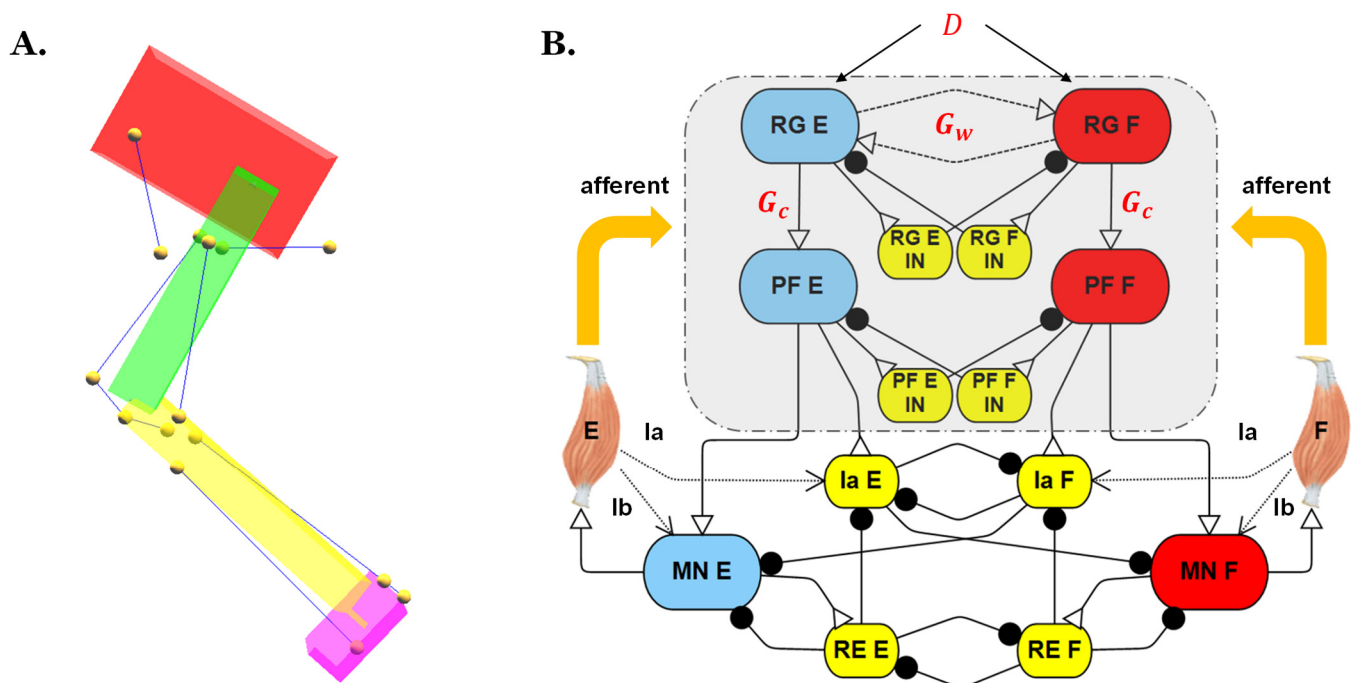 A.
B.
D
RG E
G_w
RG F
afferent
afferent
G_c
G_c
RG E
IN
RG F
IN
PF E
PF F
PF E
IN
PF F
IN
E
F
Ia
Ia
Ia E
Ia F
Ib
Ib
MN E
MN F
RE E
RE F